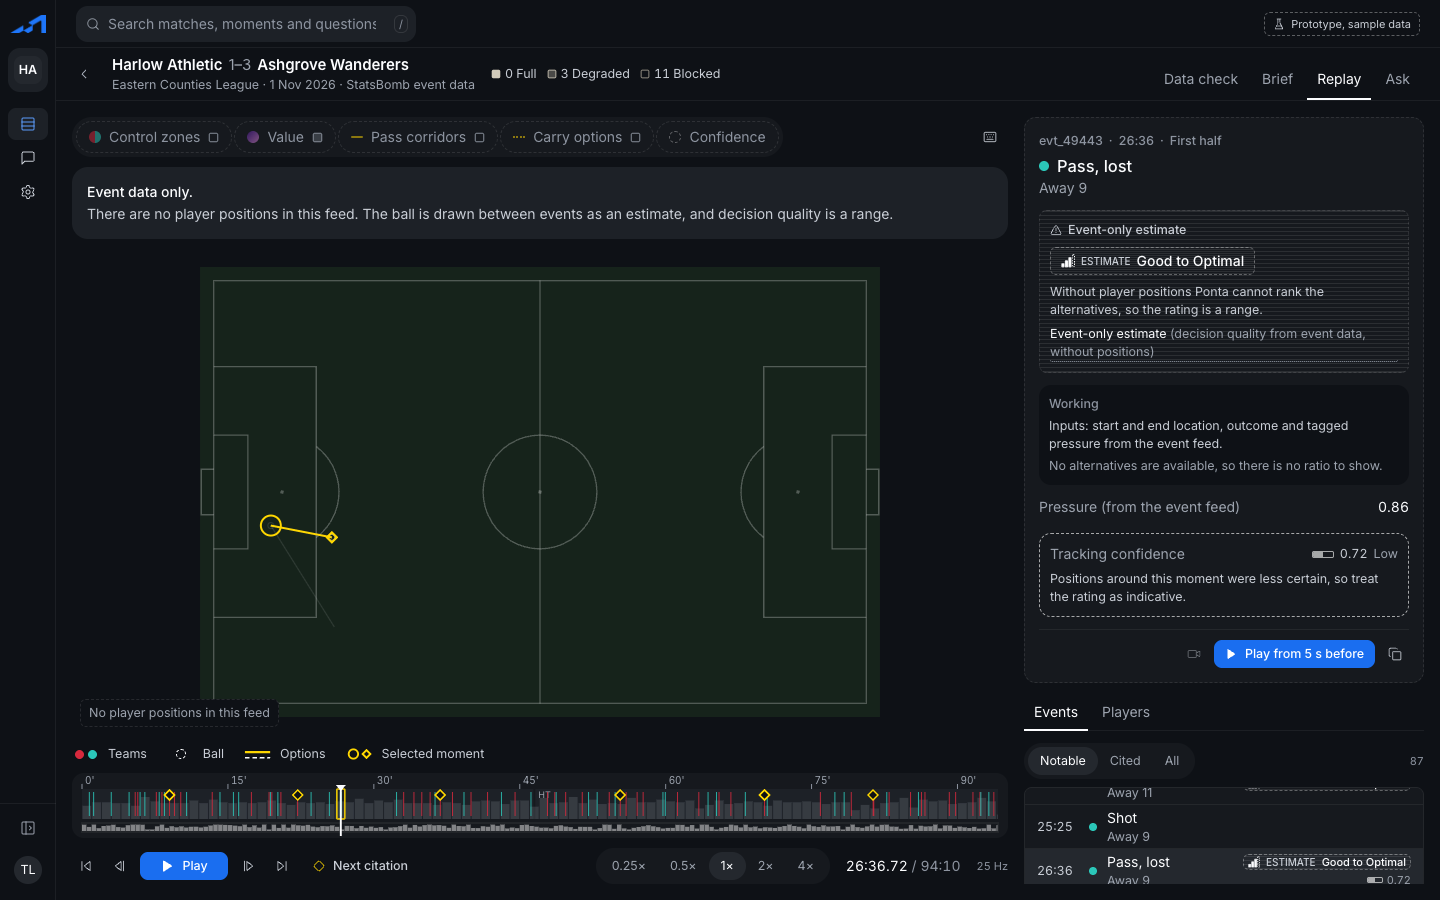 Search matches, moments and questions
/
Prototype, sample data
HA
Harlow Athletic 1–3 Ashgrove Wanderers
Eastern Counties League · 1 Nov 2026 · StatsBomb event data
0 Full
3 Degraded
11 Blocked
Data check
Brief
Replay
Ask
Control zones
Value
Pass corridors
Carry options
Confidence
Event data only.
There are no player positions in this feed. The ball is drawn between events as an estimate, and decision quality is a range.
No player positions in this feed
Teams
Ball
Options
Selected moment
0'
15'
30'
45'
60'
75'
90'
HT
Play
Next citation
0.25×
0.5×
1×
2×
4×
26:36.72 / 94:10
25 Hz
evt_49443 · 26:36 · First half
Pass, lost
Away 9
Event-only estimate
ESTIMATE Good to Optimal
Without player positions Ponta cannot rank the
alternatives, so the rating is a range.
Event-only estimate (decision quality from event data,
without positions)
Working
Inputs: start and end location, outcome and tagged
pressure from the event feed.
No alternatives are available, so there is no ratio to show.
Pressure (from the event feed)
0.86
Tracking confidence
0.72 Low
Positions around this moment were less certain, so treat
the rating as indicative.
Play from 5 s before
Events
Players
Notable
Cited
All
87
Away 11
25:25
Shot
Away 9
26:36
Pass, lost
ESTIMATE Good to Optimal
Away 9
0.72
TL